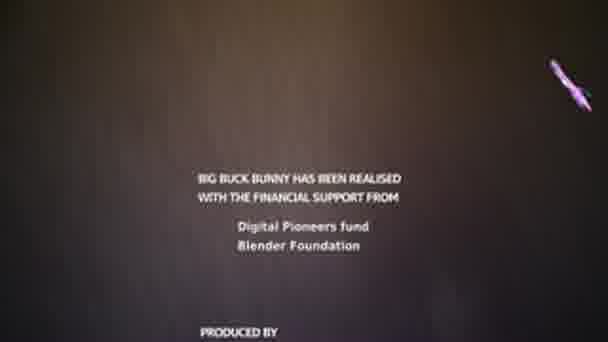 BIG BUCK BUNNY HAS BEEN REALISED
WITH THE FINANCIAL SUPPORT FROM
Digital Pioneers fund
Blender Foundation
PRODUCED BY